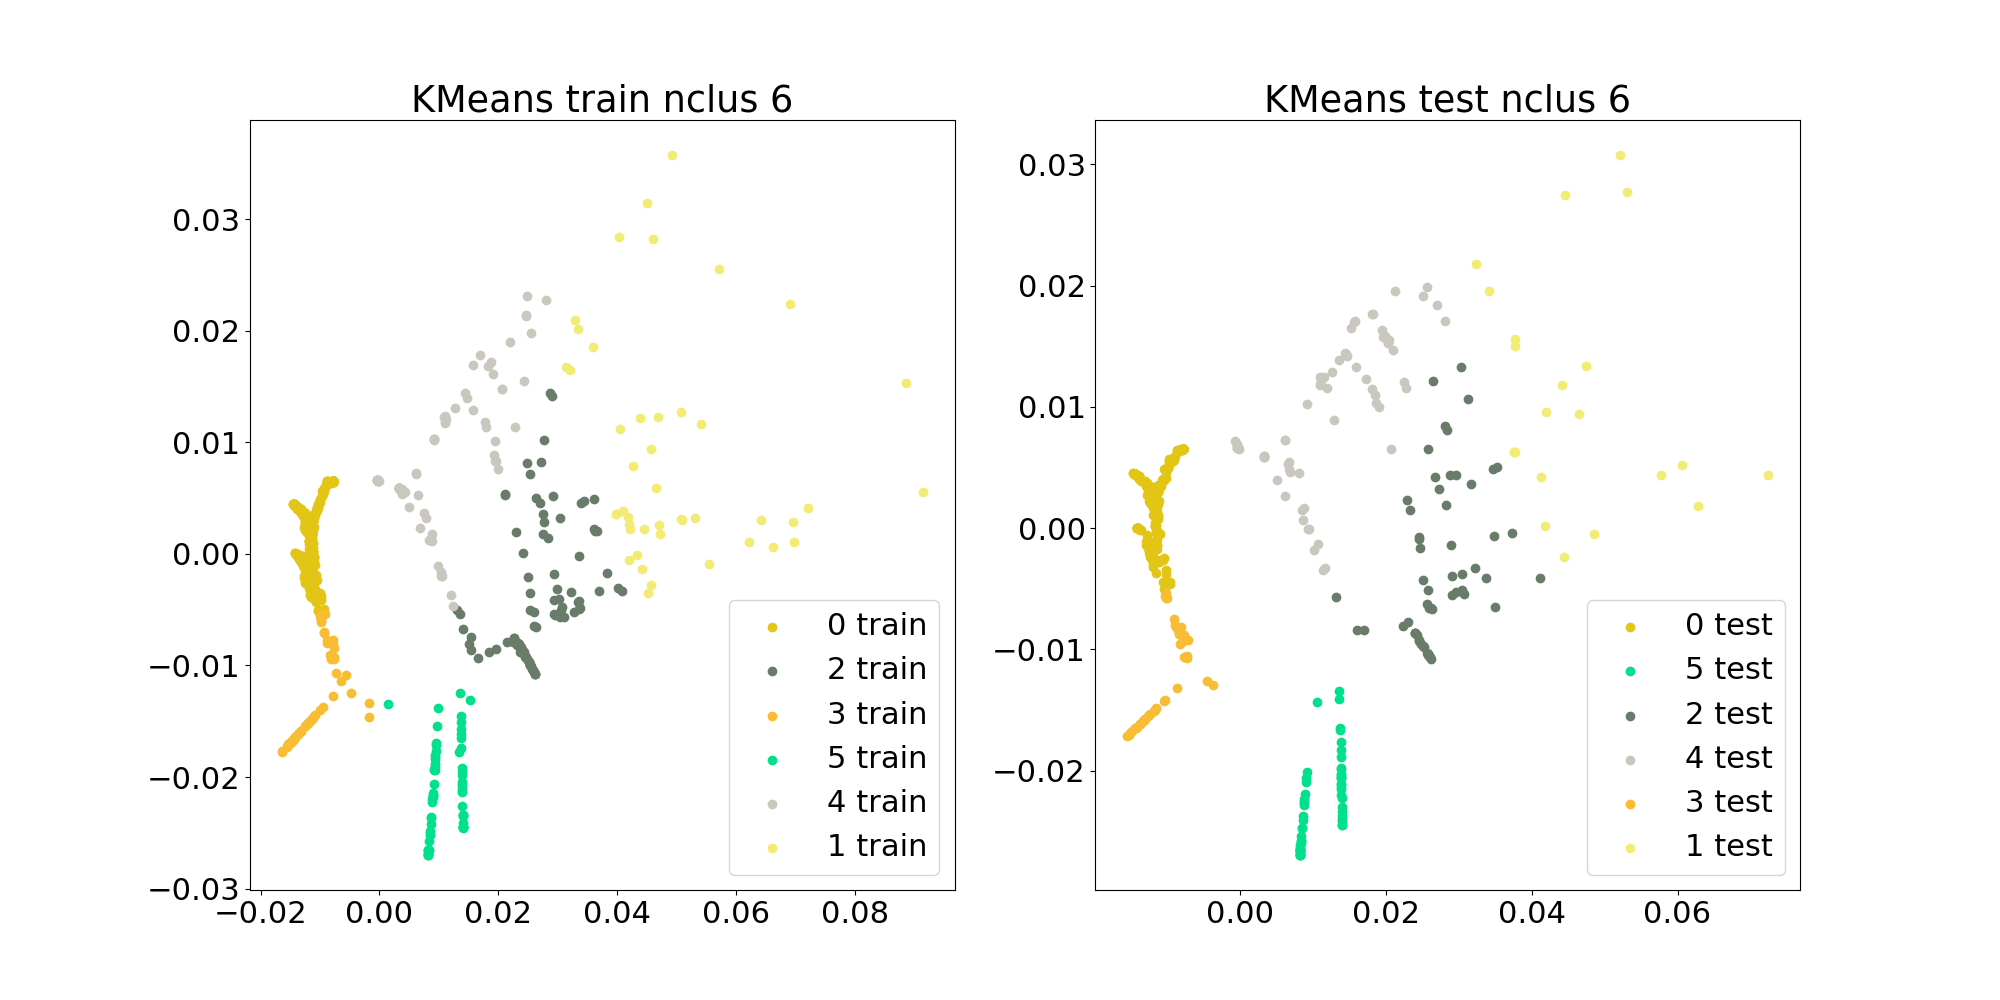 KMeans train nclus 6
0.03
0.02
0.01
0.00
−0.01
−0.02
−0.03
−0.02 0.00 0.02 0.04 0.06 0.08
0 train
2 train
3 train
5 train
4 train
1 train
KMeans test nclus 6
0.03
0.02
0.01
0.00
−0.01
−0.02
0.00 0.02 0.04 0.06
0 test
5 test
2 test
4 test
3 test
1 test